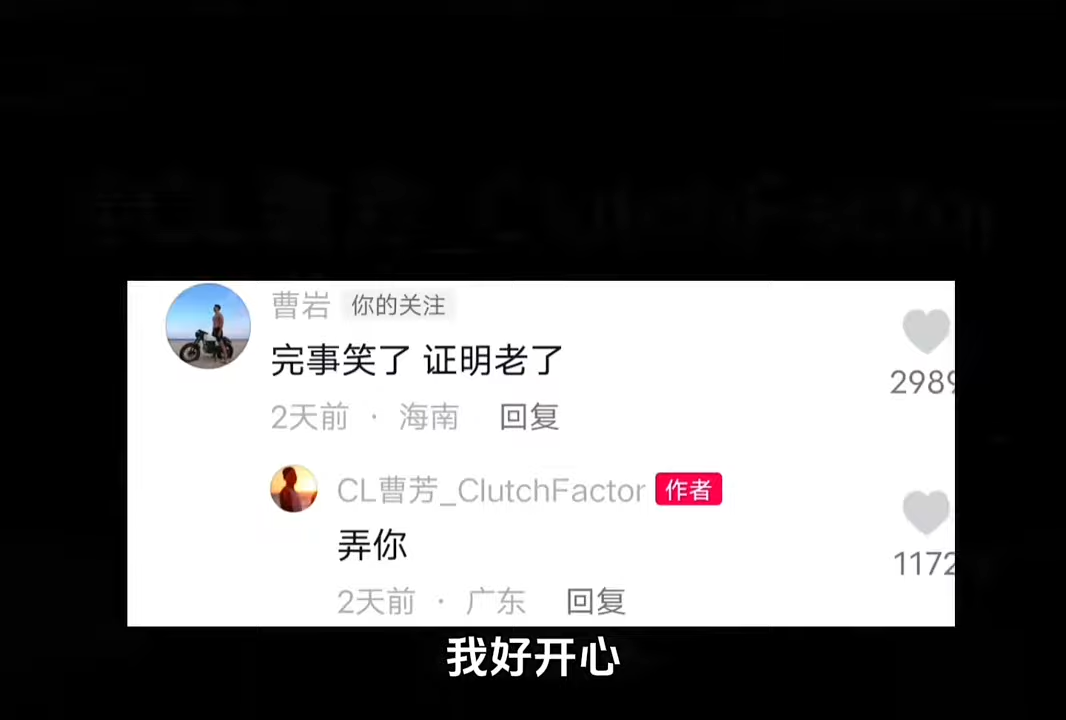 曹岩 你的关注
完事笑了 证明老了
2天前 · 海南 回复
2989
CL曹芳_ClutchFactor 作者
弄你
2天前 · 广东 回复
1172
我好开心